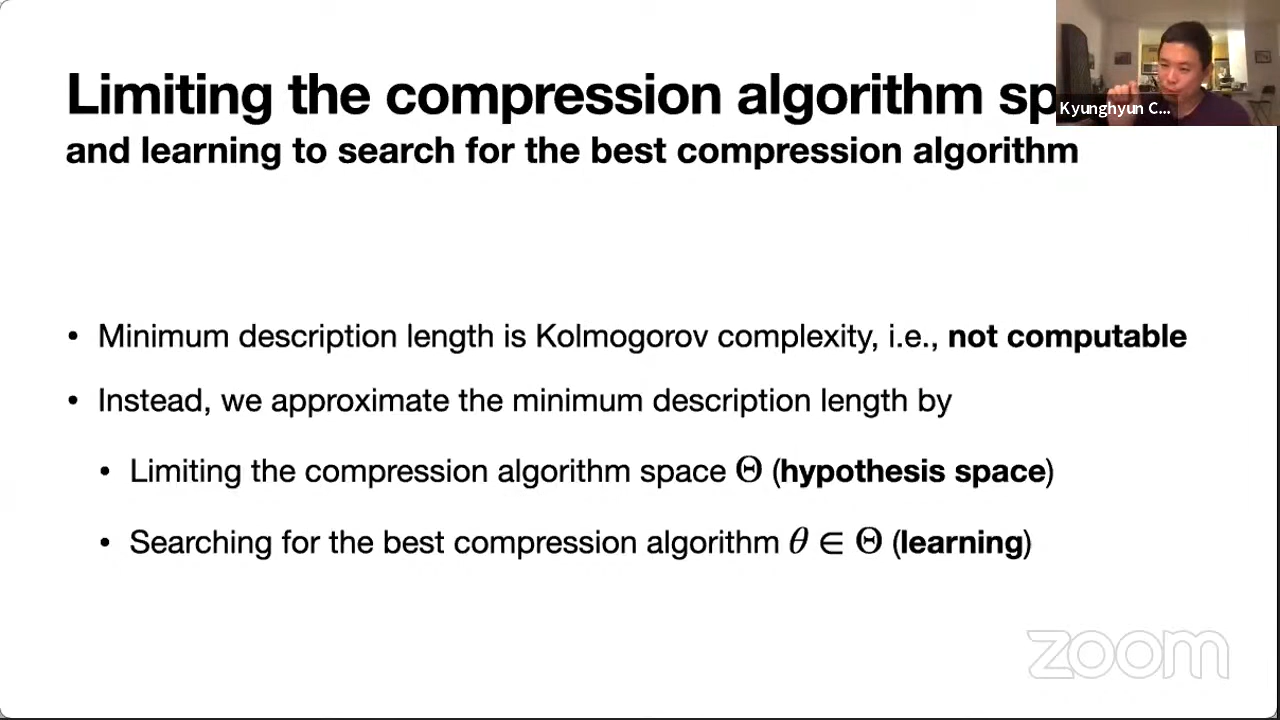 Limiting the compression algorithm sp
Kyunghyun C...
and learning to search for the best compression algorithm
• Minimum description length is Kolmogorov complexity, i.e., not computable
• Instead, we approximate the minimum description length by
• Limiting the compression algorithm space Θ (hypothesis space)
• Searching for the best compression algorithm θ ∈ Θ (learning)
zoom